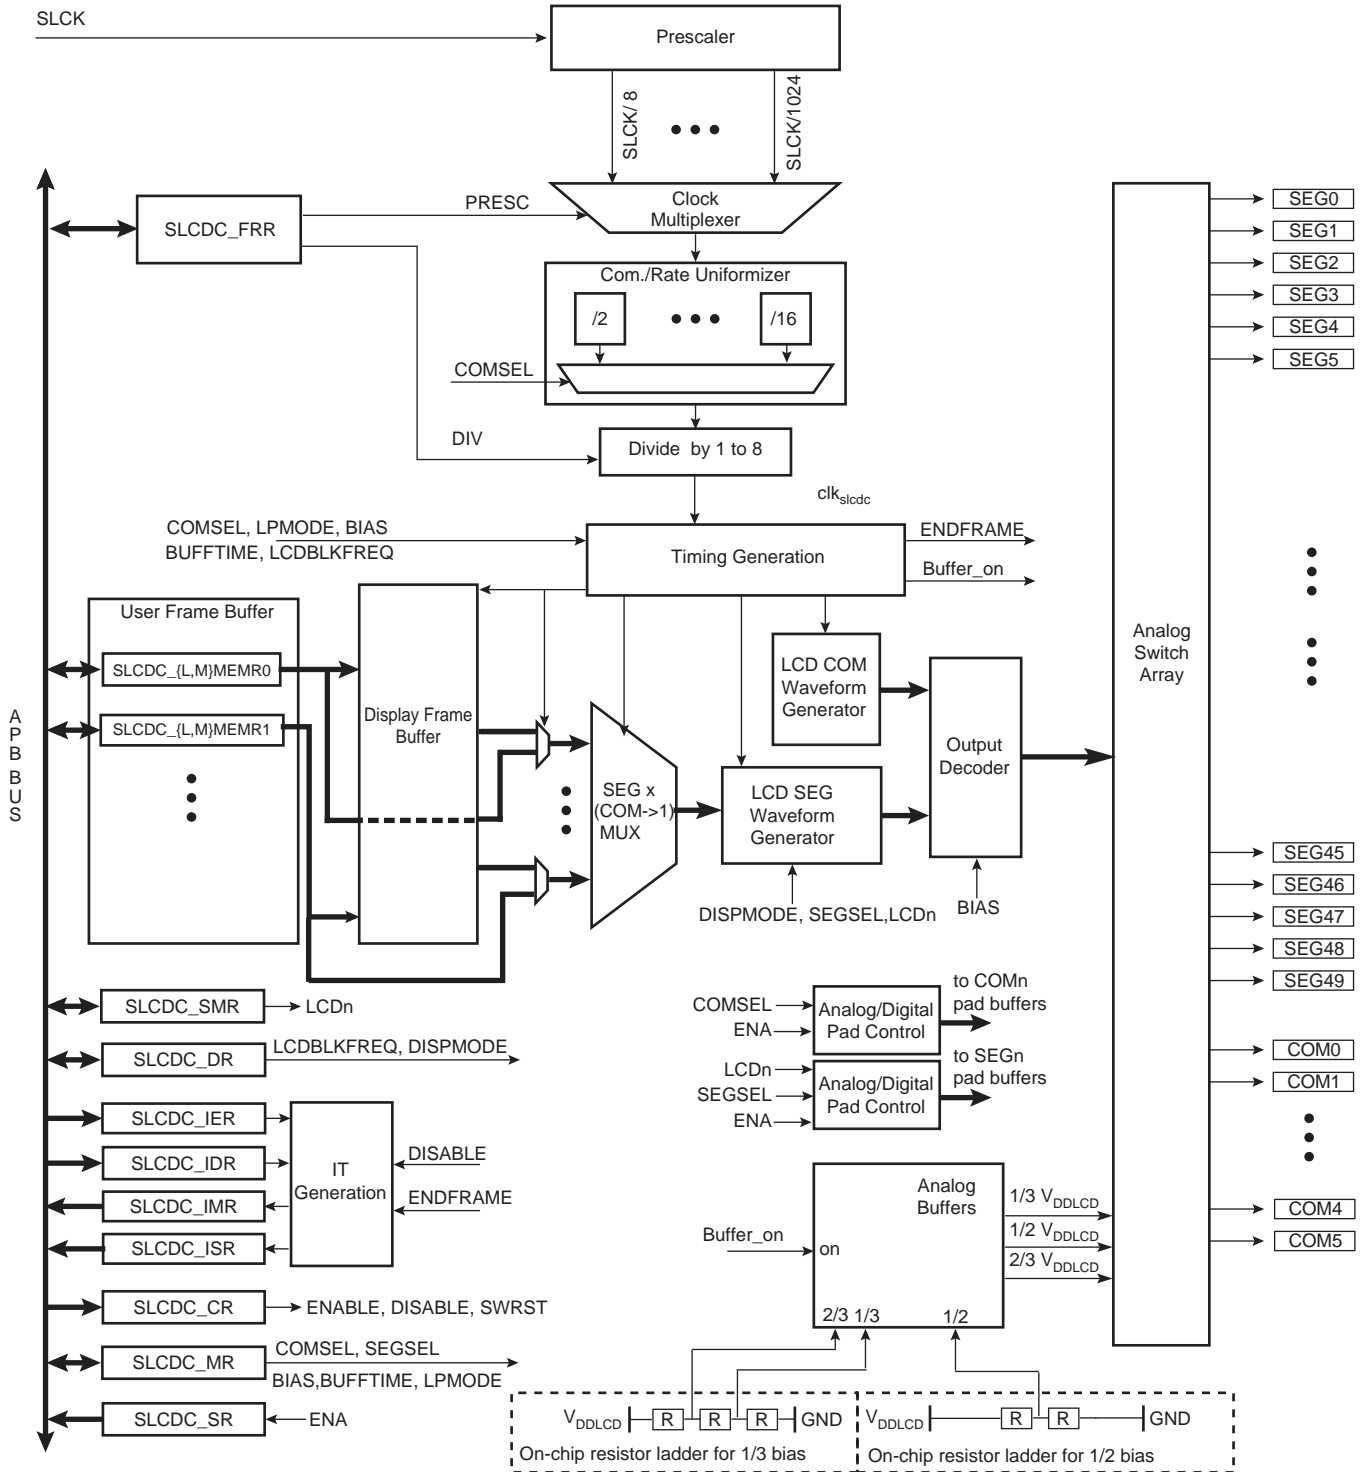 SLCK
Prescaler
SLCK/ 8
SLCK/1024
SLCDC_FRR
PRESC
Clock
Multiplexer
Com./Rate Uniformizer
/2
/16
COMSEL
DIV
Divide by 1 to 8
clkslcdc
COMSEL, LPMODE, BIAS
BUFFTIME, LCDBLKFREQ
Timing Generation
ENDFRAME
Buffer_on
APB BUS
User Frame Buffer
SLCDC_{L,M}MEMR0
SLCDC_{L,M}MEMR1
Display Frame
Buffer
SEG x
(COM->1)
MUX
LCD COM
Waveform
Generator
LCD SEG
Waveform
Generator
DISPMODE, SEGSEL,LCDn
Output
Decoder
BIAS
Analog
Switch
Array
SEG0
SEG1
SEG2
SEG3
SEG4
SEG5
SEG45
SEG46
SEG47
SEG48
SEG49
COM0
COM1
COM4
COM5
SLCDC_SMR
LCDn
SLCDC_DR
LCDBLKFREQ, DISPMODE
SLCDC_IER
SLCDC_IDR
SLCDC_IMR
SLCDC_ISR
IT
Generation
DISABLE
ENDFRAME
SLCDC_CR
ENABLE, DISABLE, SWRST
SLCDC_MR
COMSEL, SEGSEL
BIAS,BUFFTIME, LPMODE
SLCDC_SR
ENA
COMSEL
ENA
Analog/Digital
Pad Control
to COMn
pad buffers
LCDn
SEGSEL
ENA
Analog/Digital
Pad Control
to SEGn
pad buffers
Buffer_on
on
Analog
Buffers
2/3 1/3
1/2
1/3 VDDLCD
1/2 VDDLCD
2/3 VDDLCD
VDDLCD R R R GND
On-chip resistor ladder for 1/3 bias
VDDLCD R R GND
On-chip resistor ladder for 1/2 bias